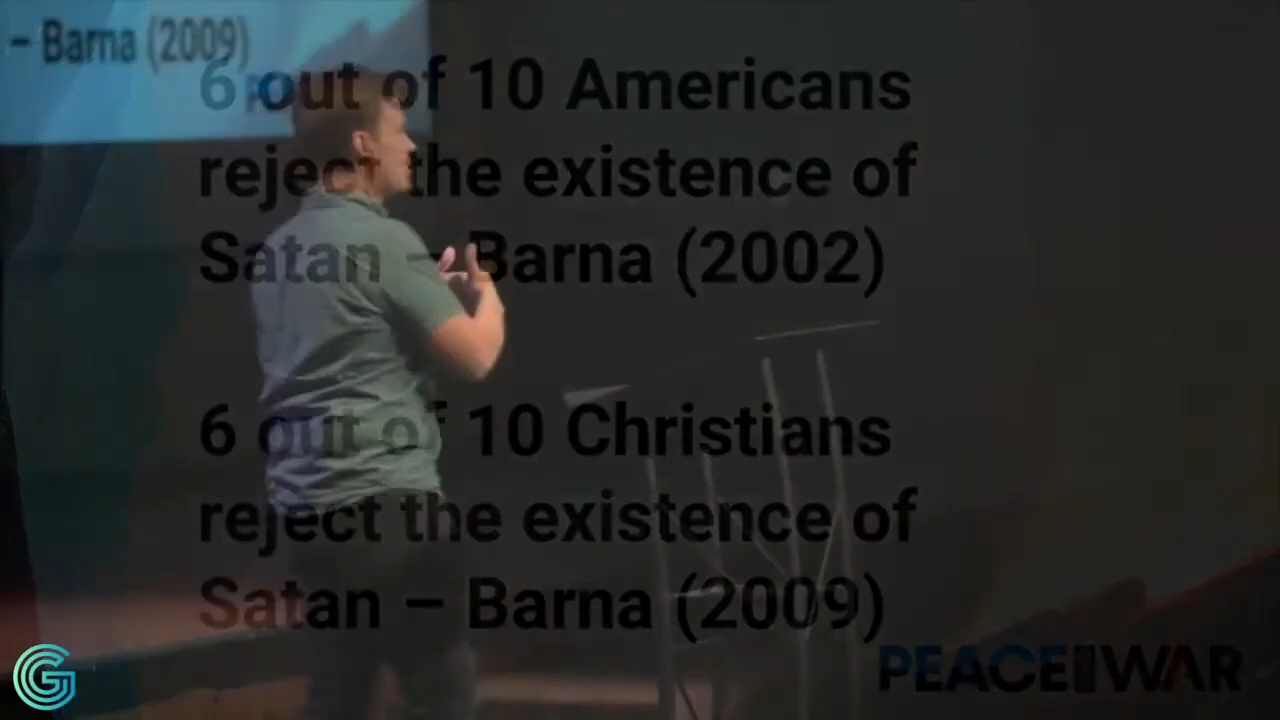 – Barna (2009)
6 out of 10 Americans
reject the existence of
Satan – Barna (2002)
6 out of 10 Christians
reject the existence of
Satan – Barna (2009)
PEACE IN WAR